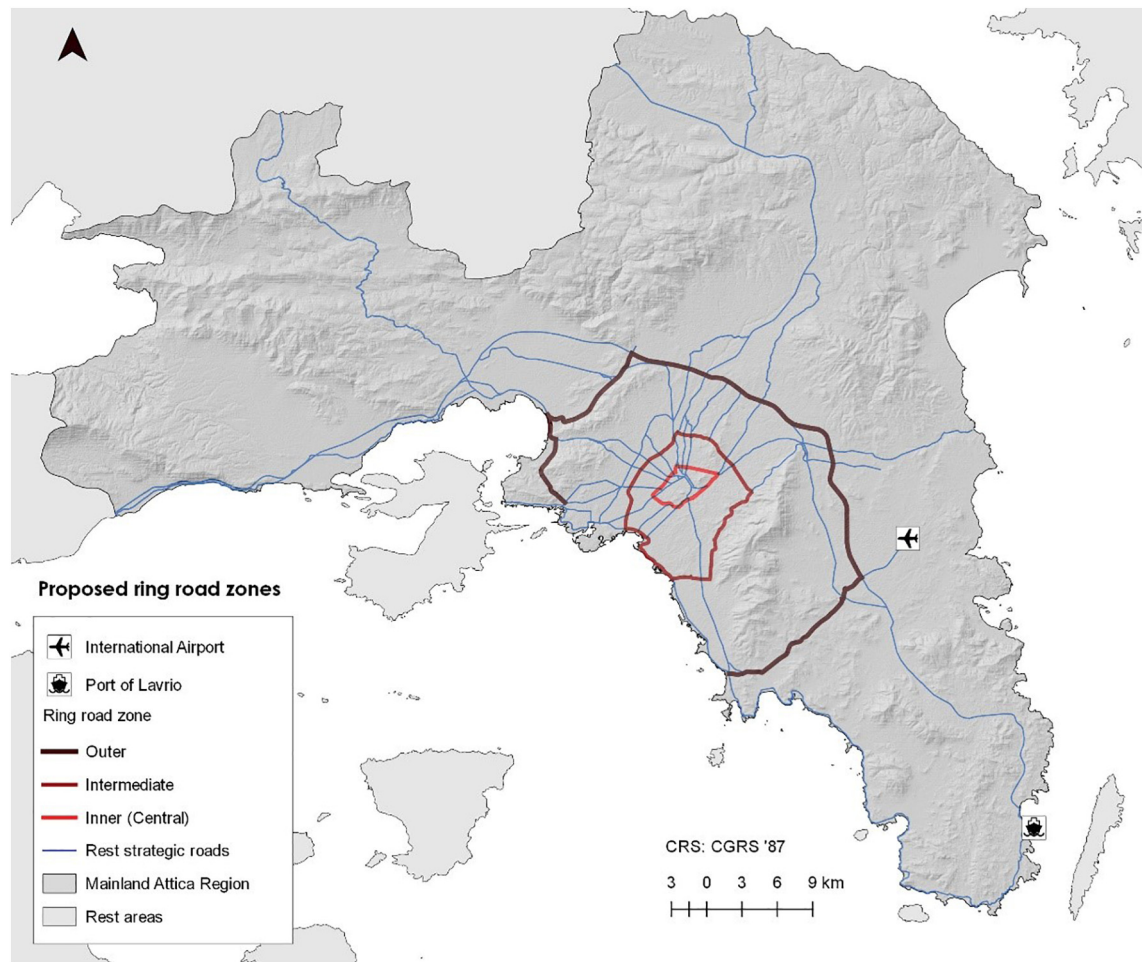 Proposed ring road zones
International Airport
Port of Lavrio
Ring road zone
Outer
Intermediate
Inner (Central)
Rest strategic roads
Mainland Attica Region
Rest areas
CRS: CGRS '87
3 0 3 6 9 km